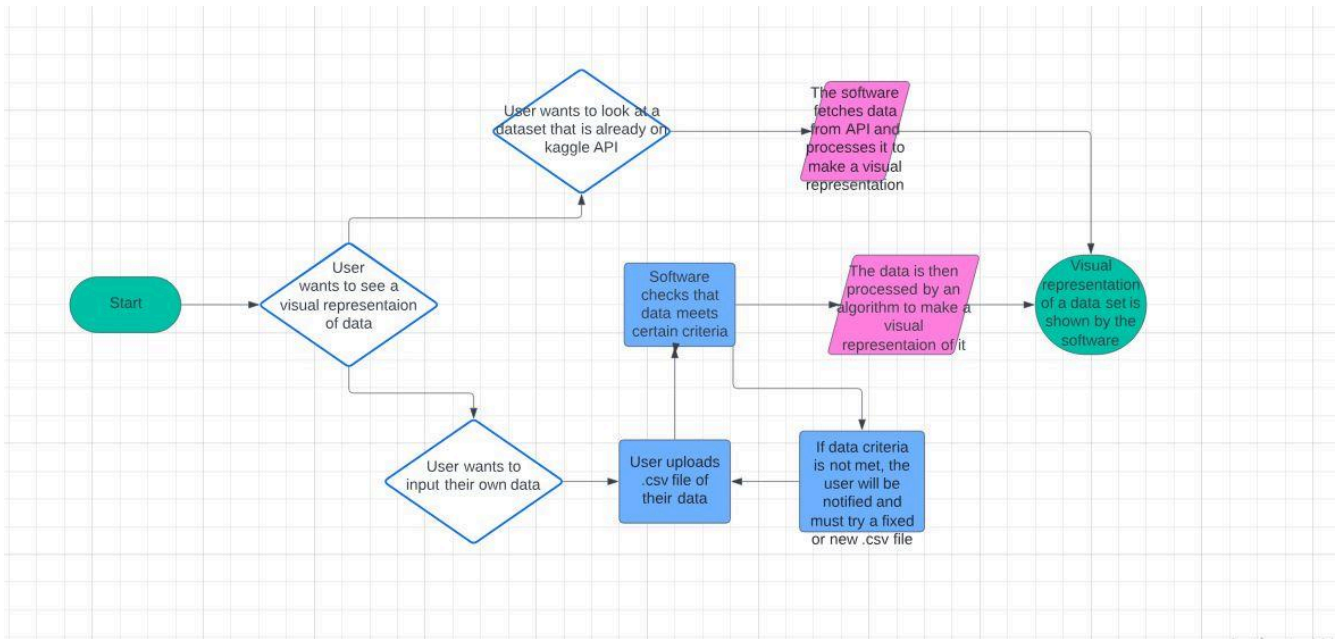 User wants to look at a
dataset that is already on
kaggle API
The software
fetches data
from API and
processes it to
make a visual
representation
Start
User
wants to see a
visual representaion
of data
Software
checks that
data meets
certain criteria
The data is then
processed by an
algorithm to make a
visual
representaion of it
Visual
representation
of a data set is
shown by the
software
User wants to
input their own data
User uploads
.csv file of
their data
If data criteria
is not met, the
user will be
notified and
must try a fixed
or new .csv file